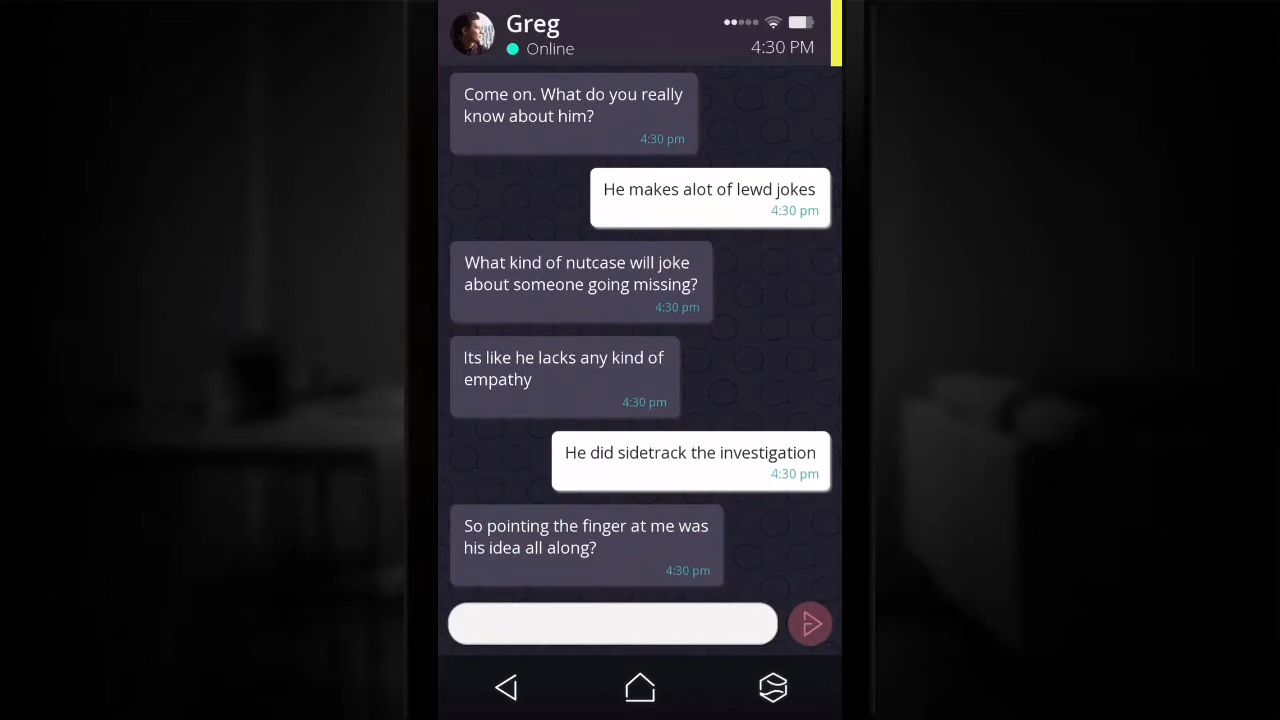 Greg
Online
4:30 PM
Come on. What do you really
know about him?
4:30 pm
He makes alot of lewd jokes
4:30 pm
What kind of nutcase will joke
about someone going missing?
4:30 pm
Its like he lacks any kind of
empathy
4:30 pm
He did sidetrack the investigation
4:30 pm
So pointing the finger at me was
his idea all along?
4:30 pm